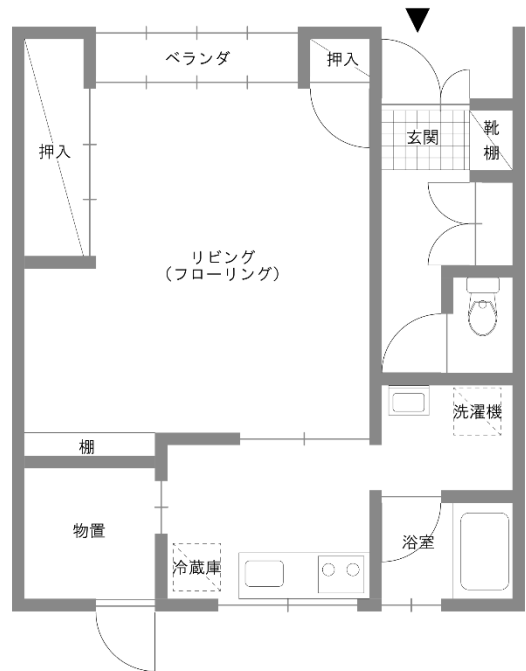 ベランダ
押入
押入
玄関
靴
棚
リビング
(フローリング)
洗濯機
棚
物置
冷蔵庫
浴室